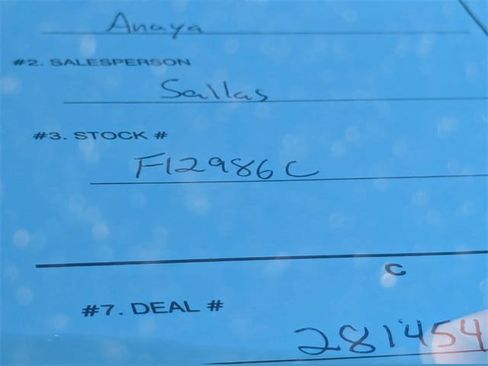 Anaya
#2. SALESPERSON
Sallas
#3. STOCK #
F12986C
C
#7. DEAL #
281454